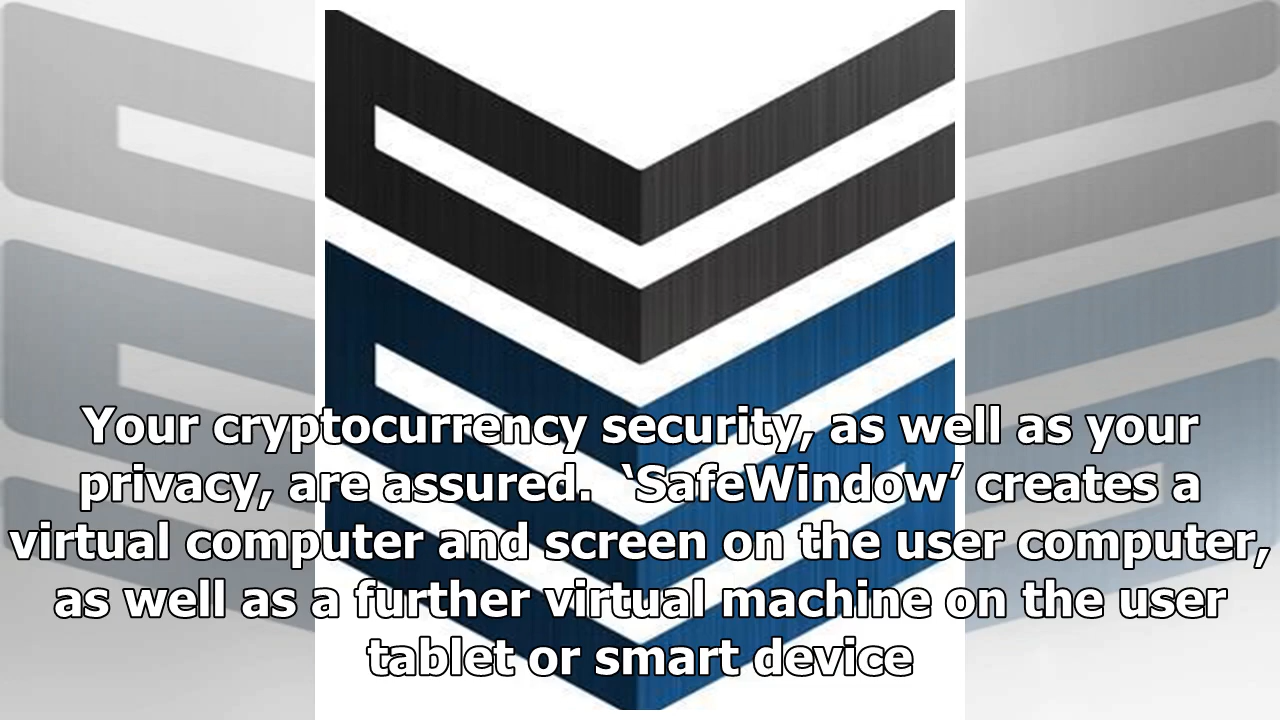 Your cryptocurrency security, as well as your
privacy, are assured.  ‘SafeWindow’ creates a
virtual computer and screen on the user computer,
as well as a further virtual machine on the user
tablet or smart device